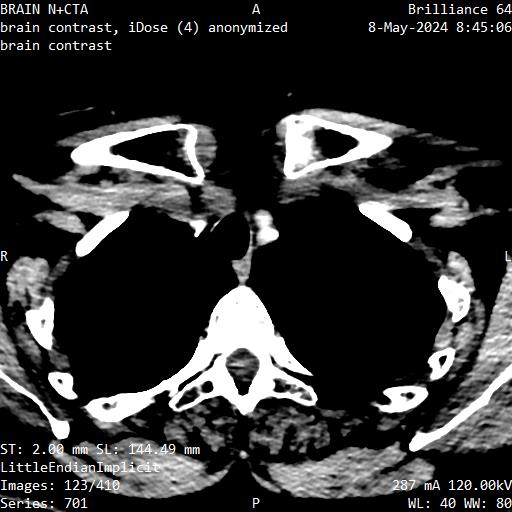 BRAIN N+CTA
A
Brilliance 64
brain contrast, iDose (4) anonymized
8-May-2024 8:45:06
brain contrast
R
L
ST: 2.00 mm SL: 144.49 mm
LittleEndianImplicit
Images: 123/410
287 mA 120.00kV
Series: 701
P
WL: 40 WW: 80